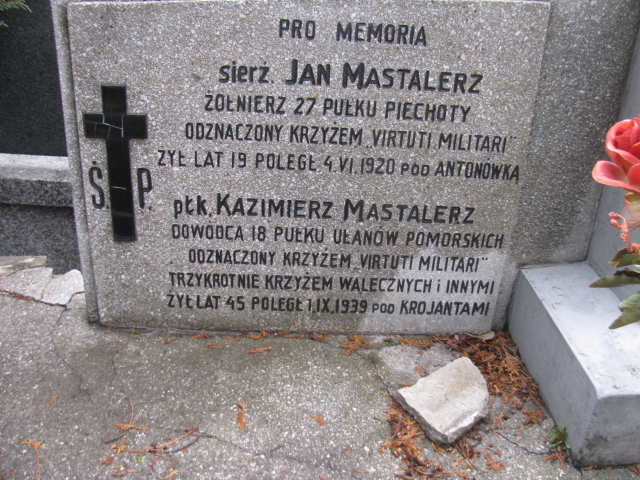 PRO MEMORIA
sierż. JAN MASTALERZ
ŻOŁNIERZ 27 PUŁKU PIECHOTY
ODZNACZONY KRZYŻEM „VIRTUTI MILITARI"
ŻYŁ LAT 19 POLEGŁ 4.VI.1920 POD ANTONÓWKĄ
Ś.P.
płk. KAZIMIERZ MASTALERZ
DOWÓDCA 18 PUŁKU UŁANÓW POMORSKICH
ODZNACZONY KRZYŻEM „VIRTUTI MILITARI"
TRZYKROTNIE KRZYŻEM WALECZNYCH I INNYMI
ŻYŁ LAT 45 POLEGŁ 1.IX.1939 POD KROJANTAMI